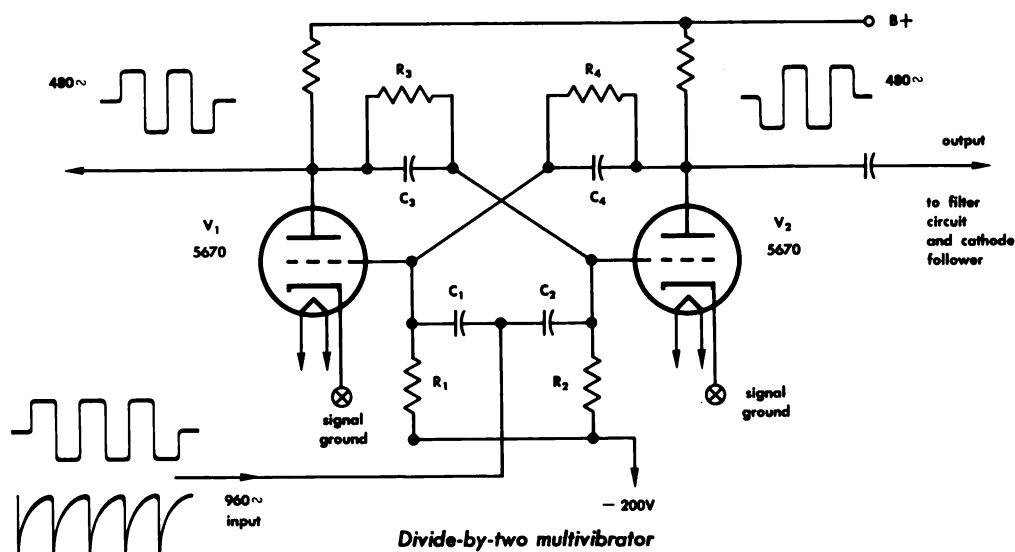 B+
480~
R3
R4
480~
output
C3
C4
V1
5670
V2
5670
to filter
circuit
and cathode
follower
C1
C2
R1
R2
signal
ground
signal
ground
960~
input
– 200V
Divide-by-two multivibrator